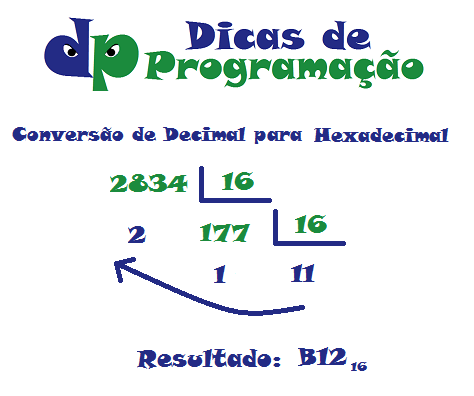 dp Dicas de
Programação
Conversão de Decimal para Hexadecimal
2834 16
2 177 16
1 11
Resultado: B12 16